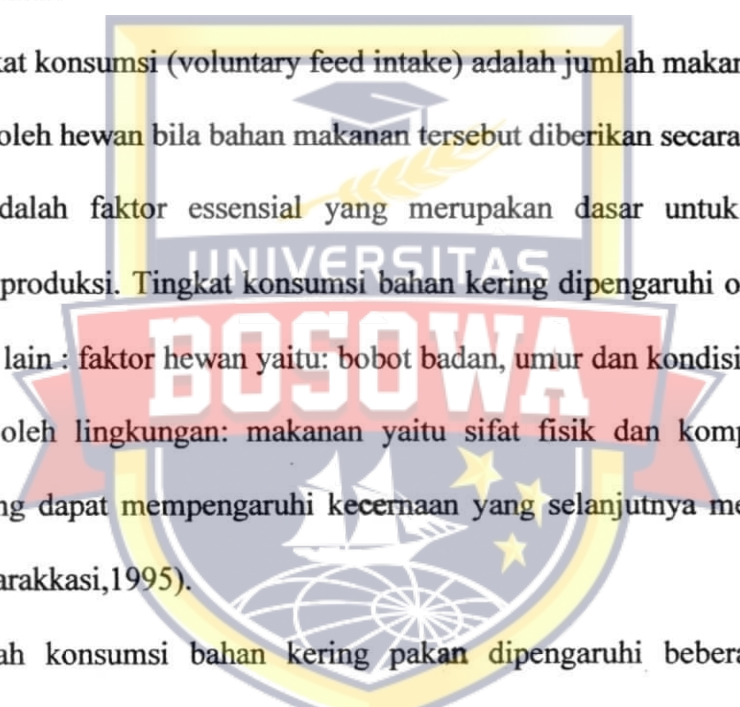 kat konsumsi (voluntary feed intake) adalah jumlah makan
oleh hewan bila bahan makanan tersebut diberikan secara
dalah faktor essensial yang merupakan dasar untuk
UNIVERSITAS
produksi. Tingkat konsumsi bahan kering dipengaruhi o
BOSOWA
lain : faktor hewan yaitu: bobot badan, umur dan kondisi
oleh lingkungan: makanan yaitu sifat fisik dan komp
ng dapat mempengaruhi kecernaan yang selanjutnya me
arakkasi,1995).
ah konsumsi bahan kering pakan dipengaruhi bebera